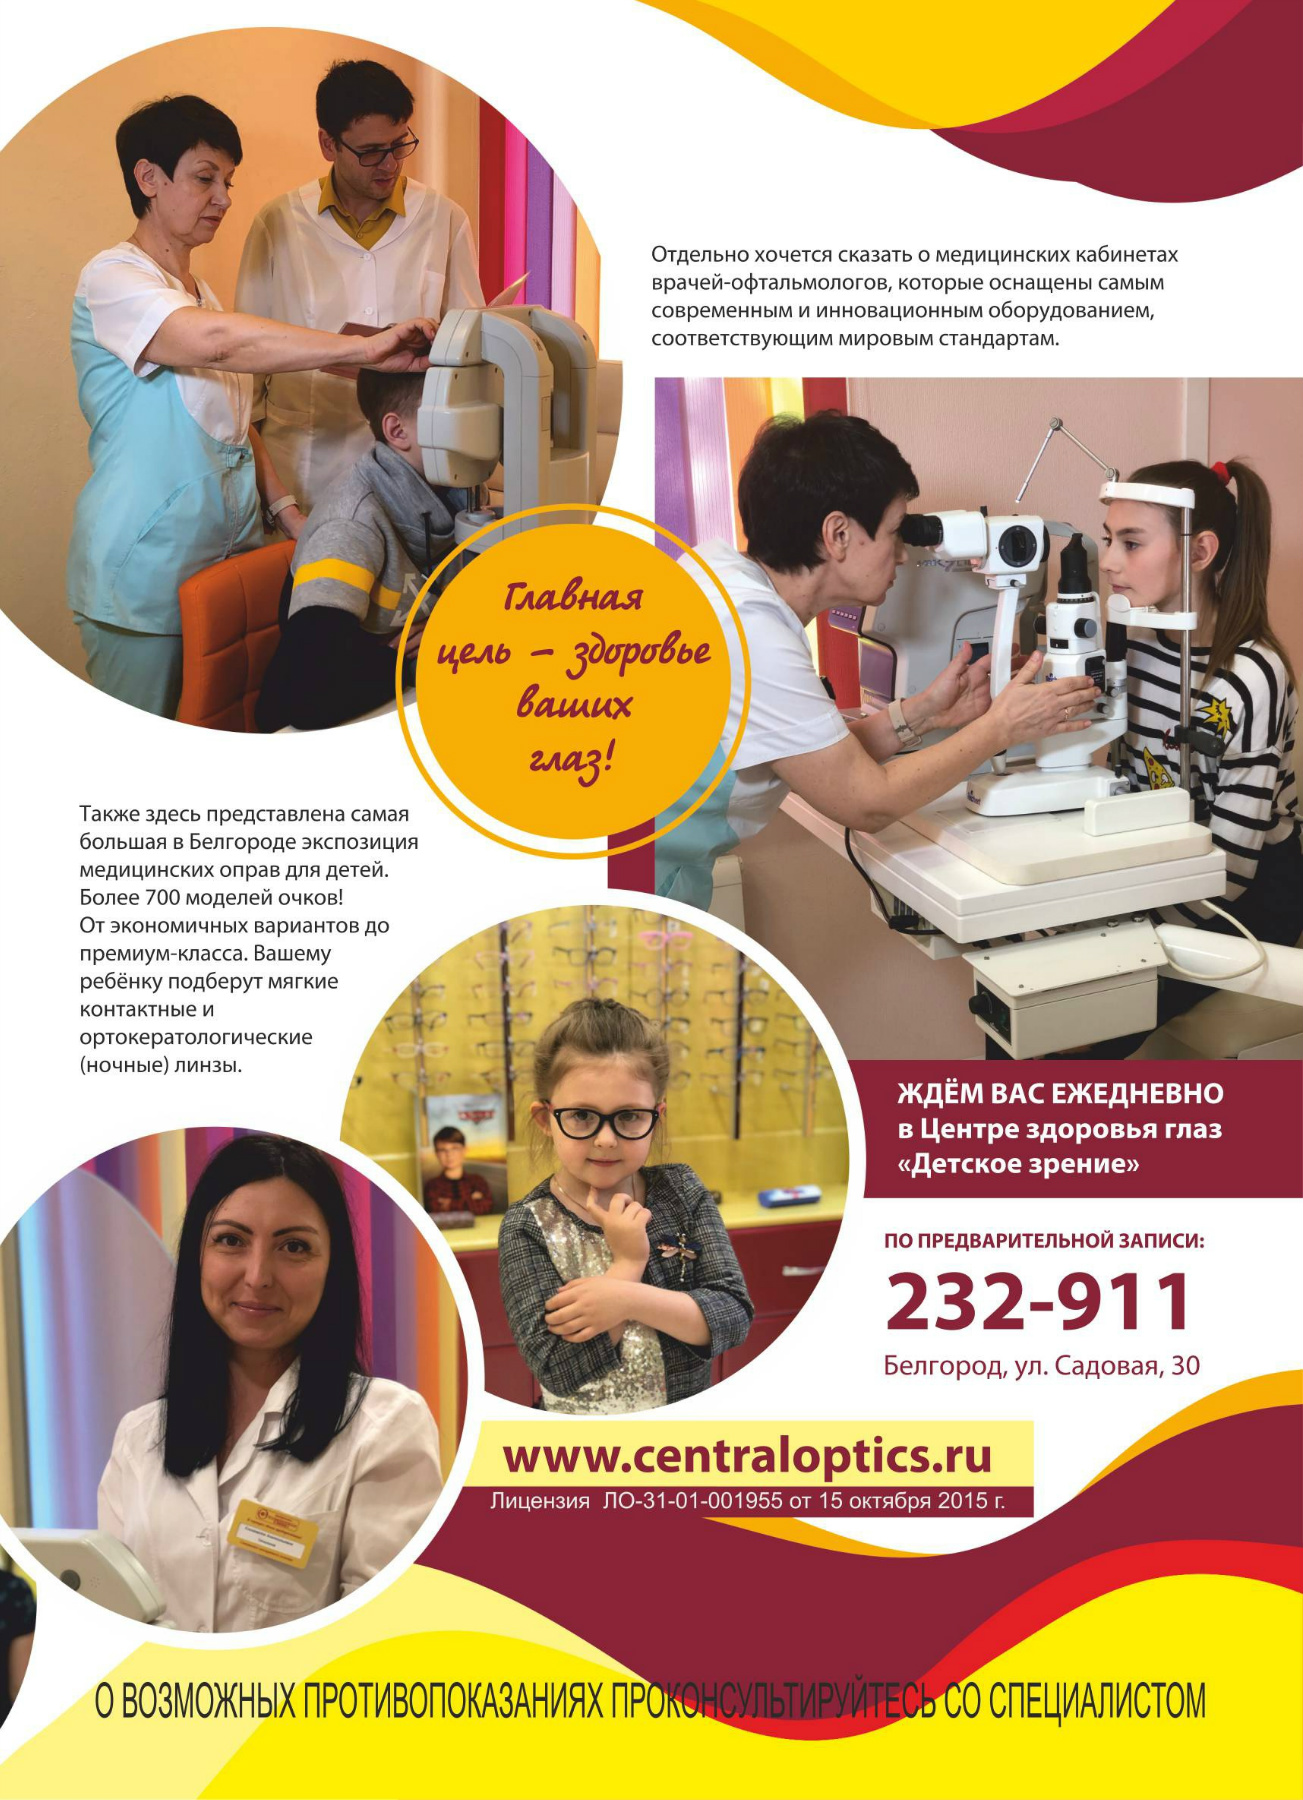 Отдельно хочется сказать о медицинских кабинетах
врачей-офтальмологов, которые оснащены самым
современным и инновационным оборудованием,
соответствующим мировым стандартам.
Главная
цель – здоровье
ваших
глаз!
Также здесь представлена самая
большая в Белгороде экспозиция
медицинских оправ для детей.
Более 700 моделей очков!
От экономичных вариантов до
премиум-класса. Вашему
ребёнку подберут мягкие
контактные и
ортокератологические
(ночные) линзы.
ЖДЁМ ВАС ЕЖЕДНЕВНО
в Центре здоровья глаз
«Детское зрение»
ПО ПРЕДВАРИТЕЛЬНОЙ ЗАПИСИ:
232-911
Белгород, ул. Садовая, 30
www.centraloptics.ru
Лицензия ЛО-31-01-001955 от 15 октября 2015 г.
О ВОЗМОЖНЫХ ПРОТИВОПОКАЗАНИЯХ ПРОКОНСУЛЬТИРУЙТЕСЬ СО СПЕЦИАЛИСТОМ